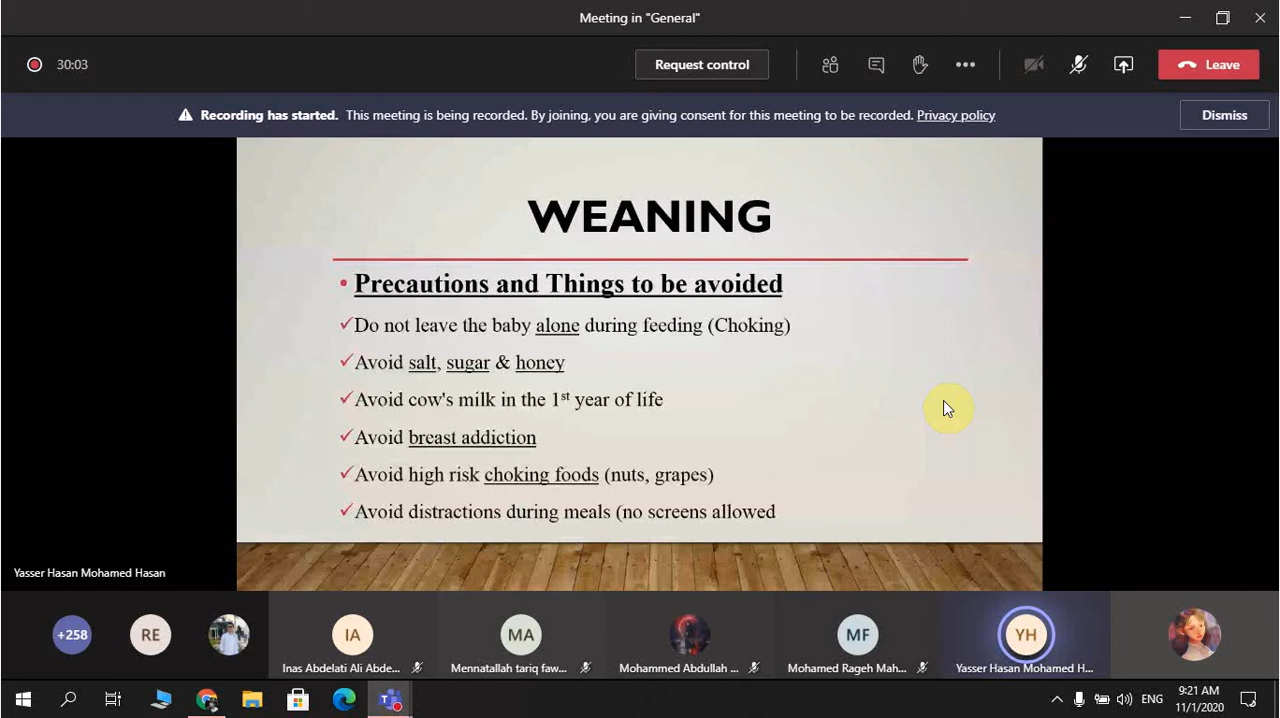 Meeting in "General"
30:03
Request control
Leave
Recording has started. This meeting is being recorded. By joining, you are giving consent for this meeting to be recorded. Privacy policy
Dismiss
WEANING
• Precautions and Things to be avoided
✓Do not leave the baby alone during feeding (Choking)
✓Avoid salt, sugar & honey
✓Avoid cow's milk in the 1st year of life
✓Avoid breast addiction
✓Avoid high risk choking foods (nuts, grapes)
✓Avoid distractions during meals (no screens allowed
Yasser Hasan Mohamed Hasan
+258
RE
IA
MA
MF
YH
Inas Abdelati Ali Abde...
Mennatallah tariq faw...
Mohammed Abdullah ...
Mohamed Rageh Mah...
Yasser Hasan Mohamed H...
ENG
9:21 AM
11/1/2020